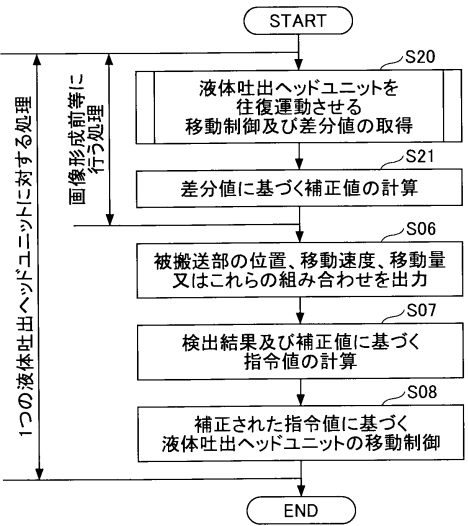 START
S20
液体吐出ヘッドユニットを
往復運動させる
移動制御及び差分値の取得
S21
差分値に基づく補正値の計算
S06
被搬送部の位置、移動速度、移動量
又はこれらの組み合わせを出力
S07
検出結果及び補正値に基づく
指令値の計算
S08
補正された指令値に基づく
液体吐出ヘッドユニットの移動制御
END
1つの液体吐出ヘッドユニットに対する処理
画像形成前等に
行う処理